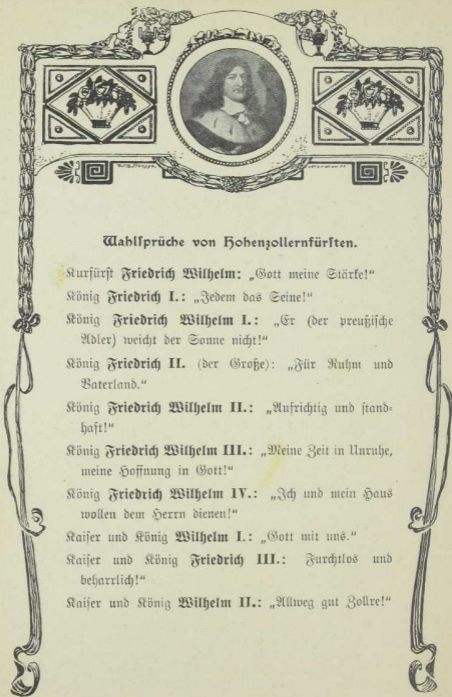 Wahlsprüche von Hohenzollernfürsten.
Kurfürst Friedrich Wilhelm: „Gott meine Stärke!“
König Friedrich I.: „Jedem das Seine!“
König Friedrich Wilhelm I.: „Er (der preußische
Adler) weicht der Sonne nicht!“
König Friedrich II. (der Große): „Für Ruhm und
Vaterland.“
König Friedrich Wilhelm II.: „Aufrichtig und stand-
haft!“
König Friedrich Wilhelm III.: „Meine Zeit in Unruhe,
meine Hoffnung in Gott!“
König Friedrich Wilhelm IV.: „Ich und mein Haus
wollen dem Herrn dienen!“
Kaiser und König Wilhelm I.: „Gott mit uns.“
Kaiser und König Friedrich III.: Furchtlos und
beharrlich!“
Kaiser und König Wilhelm II.: „Allweg gut Zollre!“